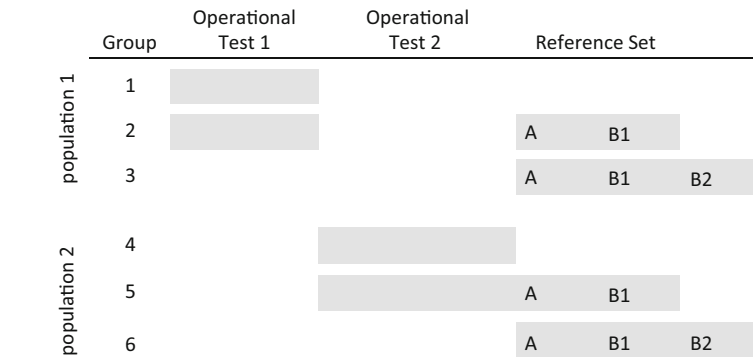 Operational Operational
Group Test 1 Test 2 Reference Set
population 1
1
2 A B1
3 A B1 B2
population 2
4
5 A B1
6 A B1 B2